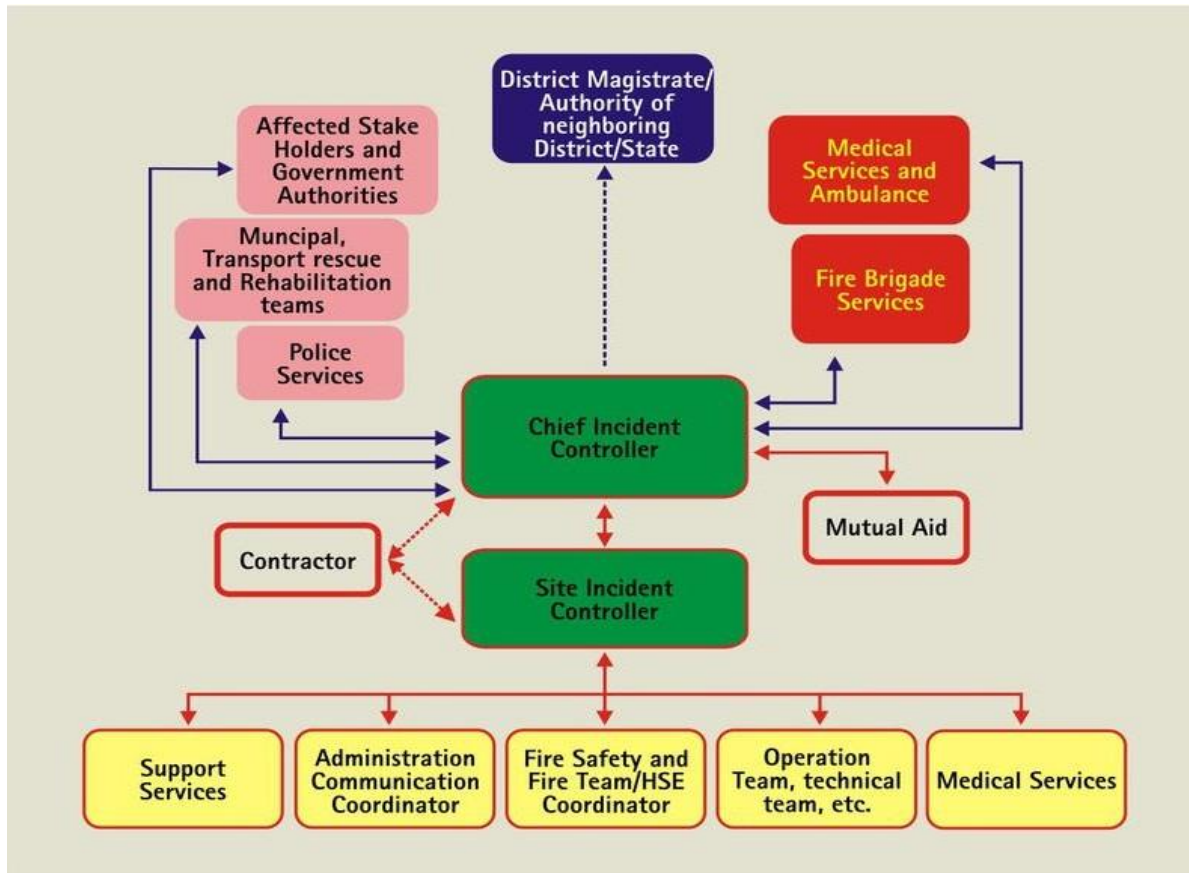 District Magistrate/
Authority of
neighboring
District/State
Affected Stake
Holders and
Government
Authorities
Medical
Services and
Ambulance
Muncipal,
Transport rescue
and Rehabilitation
teams
Fire Brigade
Services
Police
Services
Chief Incident
Controller
Mutual Aid
Contractor
Site Incident
Controller
Support
Services
Administration
Communication
Coordinator
Fire Safety and
Fire Team/HSE
Coordinator
Operation
Team, technical
team, etc.
Medical Services